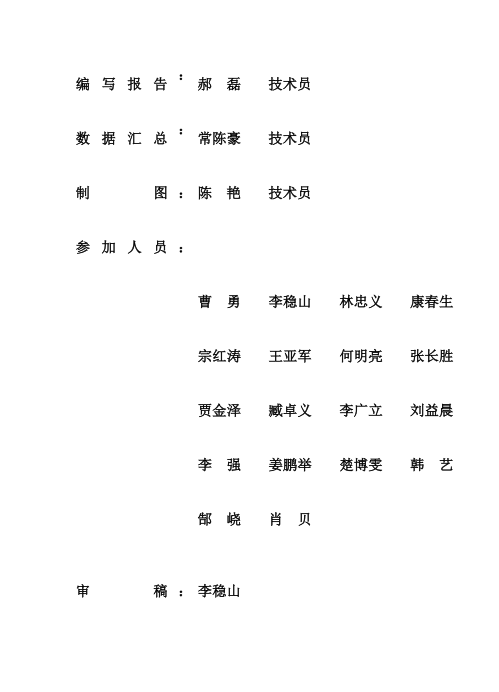 编写报告：郝 磊 技术员
数据汇总：常陈豪 技术员
制 图：陈 艳 技术员
参加人员：
曹 勇 李稳山 林忠义 康春生
宗红涛 王亚军 何明亮 张长胜
贾金泽 臧卓义 李广立 刘益晨
李 强 姜鹏举 楚博雯 韩 艺
郜 峣 肖 贝
审 稿：李稳山